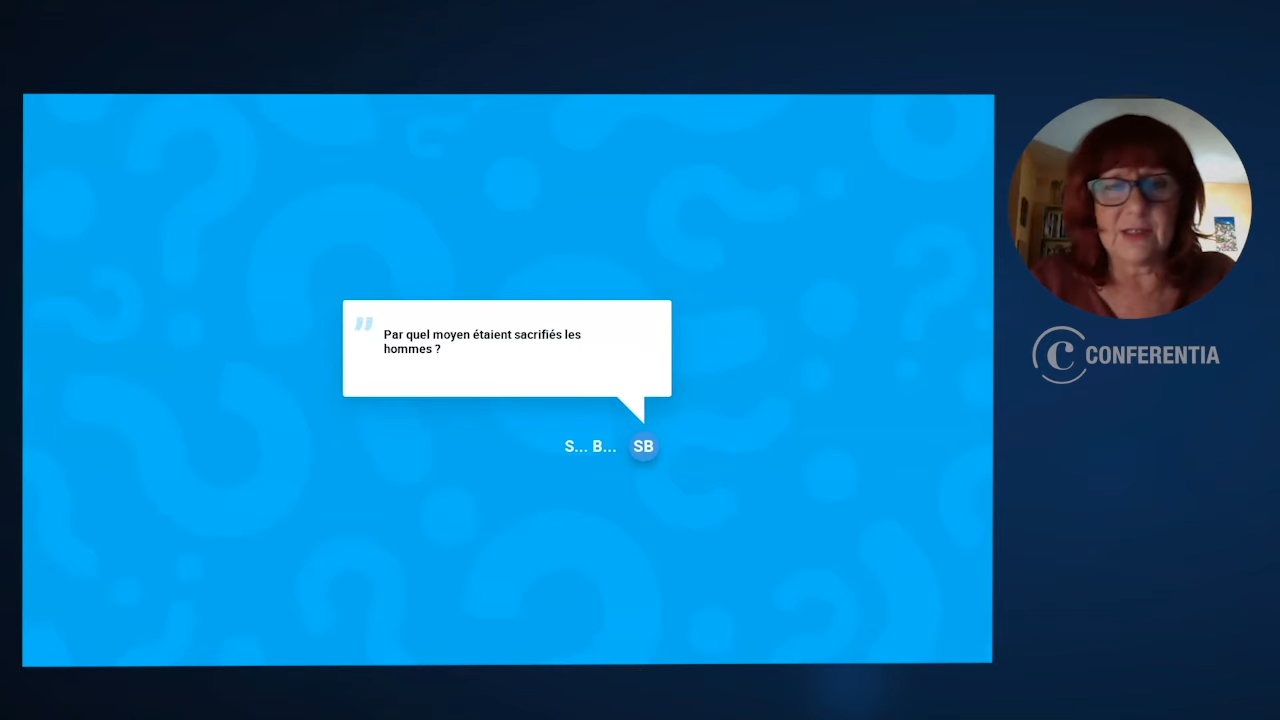 Par quel moyen étaient sacrifiés les
hommes ?
S... B... SB
C CONFERENTIA